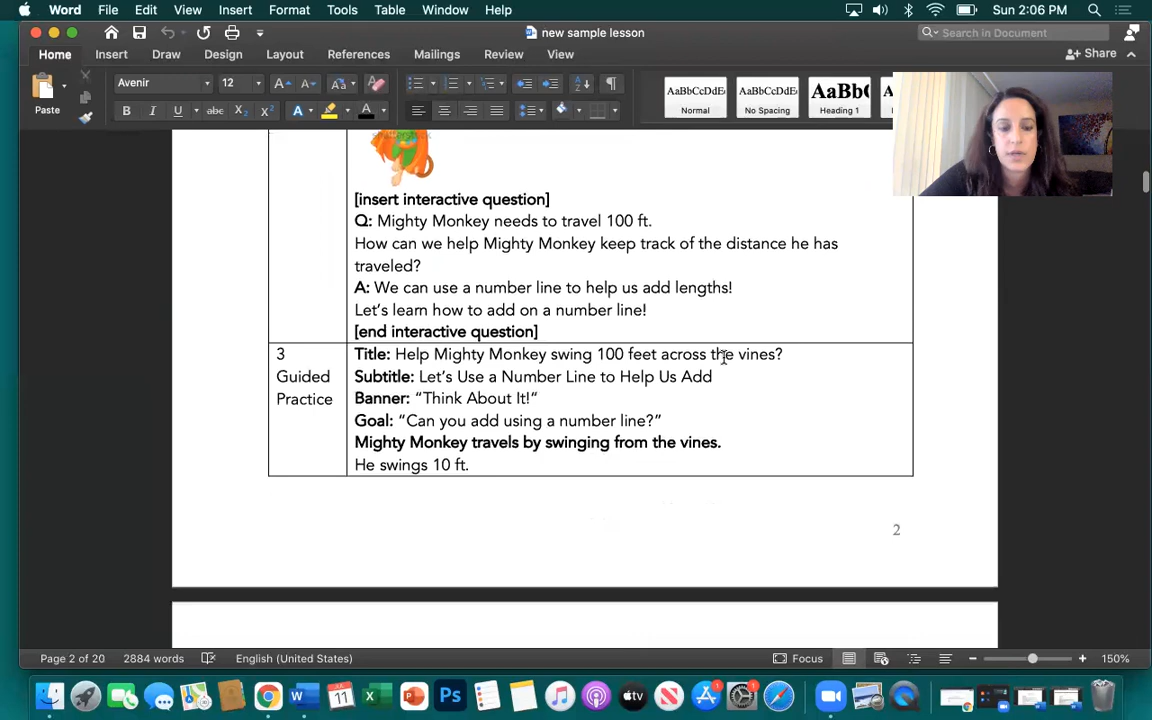 Word File Edit View Insert Format Tools Table Window Help Sun 2:06 PM
new sample lesson Search in Document
Home Insert Draw Design Layout References Mailings Review View Share
Paste Avenir 12 Aa A
B I U abc X2 X2 A A
AaBbCcDdE AaBbCcDdE AaBb(
Normal No Spacing Heading 1
[insert interactive question]
Q: Mighty Monkey needs to travel 100 ft.
How can we help Mighty Monkey keep track of the distance he has
traveled?
A: We can use a number line to help us add lengths!
Let's learn how to add on a number line!
[end interactive question]
3 Title: Help Mighty Monkey swing 100 feet across the vines?
Guided Subtitle: Let's Use a Number Line to Help Us Add
Practice Banner: "Think About It!"
Goal: "Can you add using a number line?"
Mighty Monkey travels by swinging from the vines.
He swings 10 ft.
2
Page 2 of 20 2884 words English (United States) Focus 150%